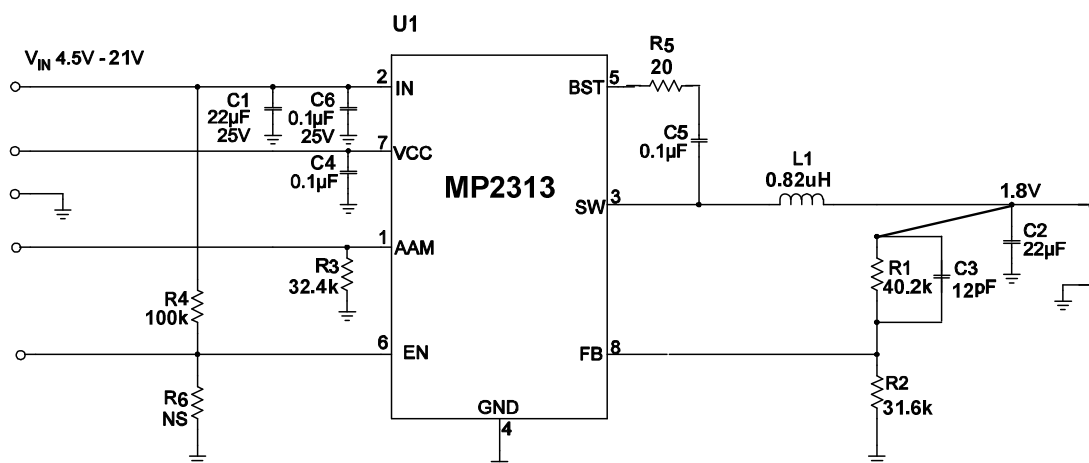 U1
V_IN 4.5V - 21V
2
IN
C1
22µF
25V
C6
0.1µF
25V
7
VCC
C4
0.1µF
1
AAM
R3
32.4k
R4
100k
6
EN
R6
NS
MP2313
GND
4
5
BST
R5
20
C5
0.1µF
3
SW
L1
0.82uH
1.8V
C2
22µF
R1
40.2k
C3
12pF
8
FB
R2
31.6k